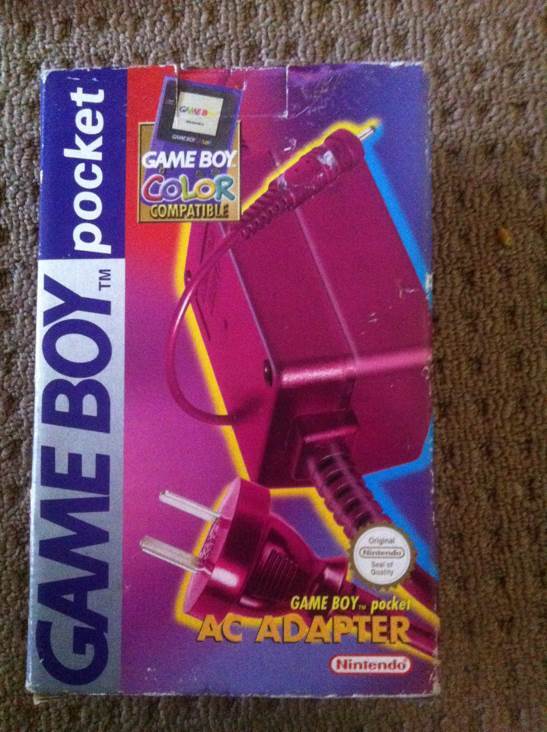 GAME BOY™ pocket
GAME BOY
COLOR
COMPATIBLE
Original
Nintendo
Seal of
Quality
GAME BOY™ pocket
AC ADAPTER
Nintendo